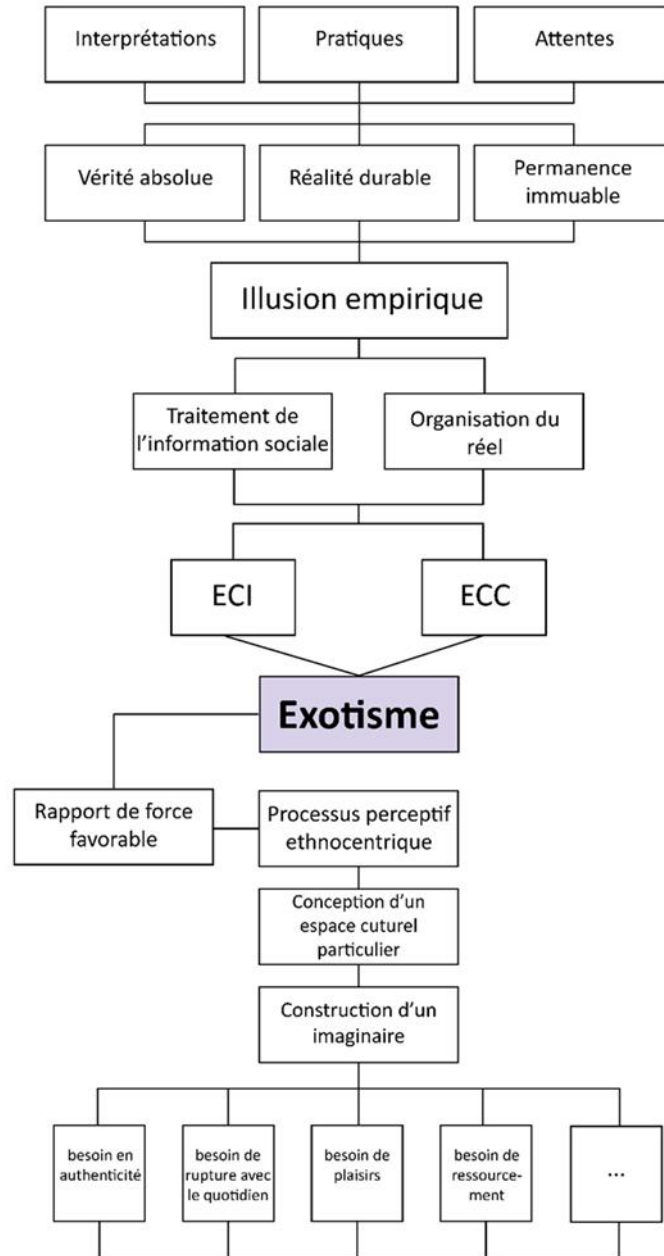 Interprétations
Pratiques
Attentes
Vérité absolue
Réalité durable
Permanence
immuable
Illusion empirique
Traitement de
l'information sociale
Organisation du
réel
ECI
ECC
Exotisme
Rapport de force
favorable
Processus perceptif
ethnocentrique
Conception d'un
espace cuturel
particulier
Construction d'un
imaginaire
besoin en
authenticité
besoin de
rupture avec
le quotidien
besoin de
plaisirs
besoin de
ressource-
ment
...